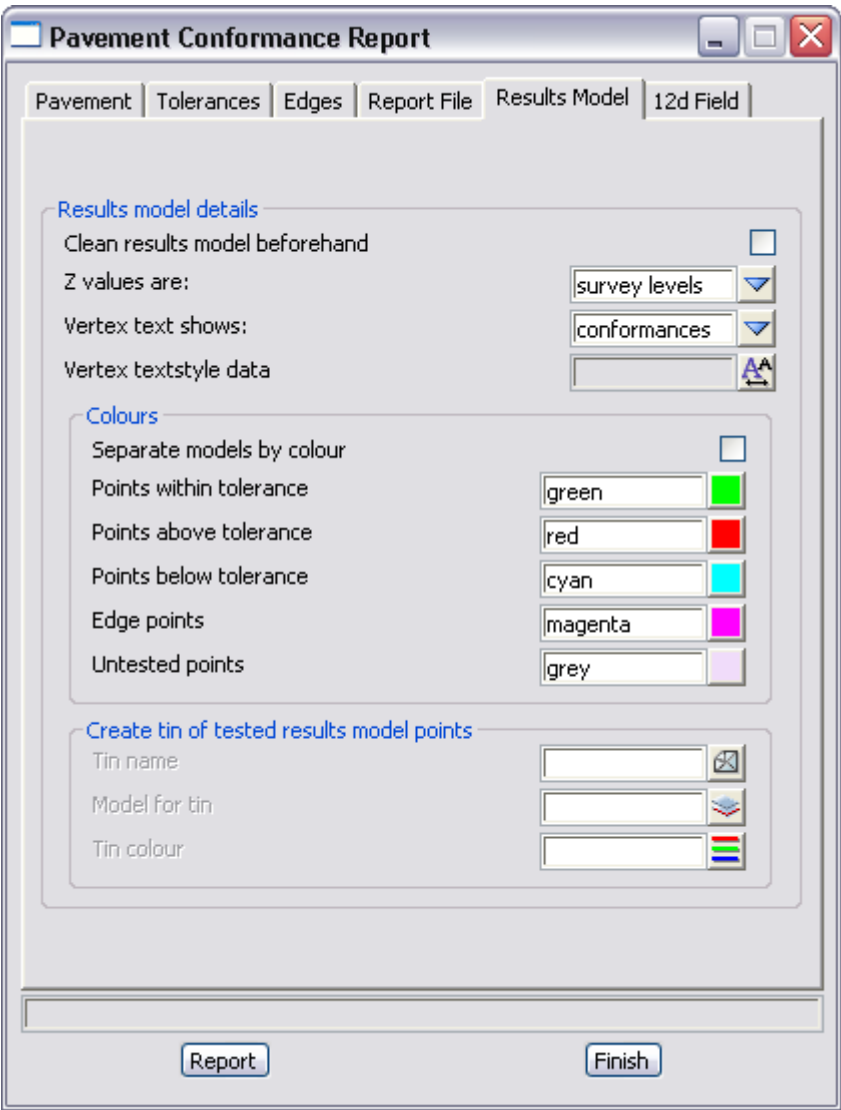 Pavement Conformance Report
Pavement Tolerances Edges Report File Results Model 12d Field
Results model details
Clean results model beforehand
Z values are: survey levels
Vertex text shows: conformances
Vertex textstyle data
Colours
Separate models by colour
Points within tolerance green
Points above tolerance red
Points below tolerance cyan
Edge points magenta
Untested points grey
Create tin of tested results model points
Tin name
Model for tin
Tin colour
Report Finish